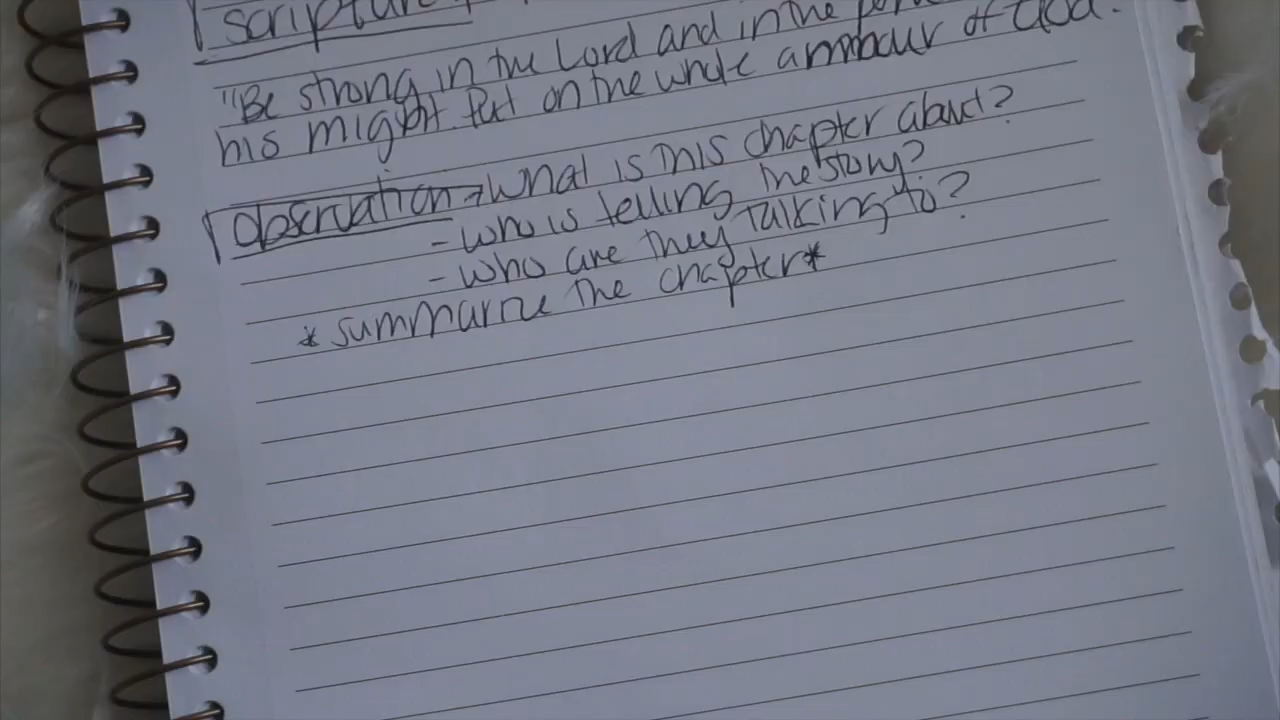 scripture
"Be strong in the Lord and in the
his might. Put on the whole armour of God.
observation → what is this chapter about?
- who is telling the story?
- who are they talking to?
*summarize the chapter*